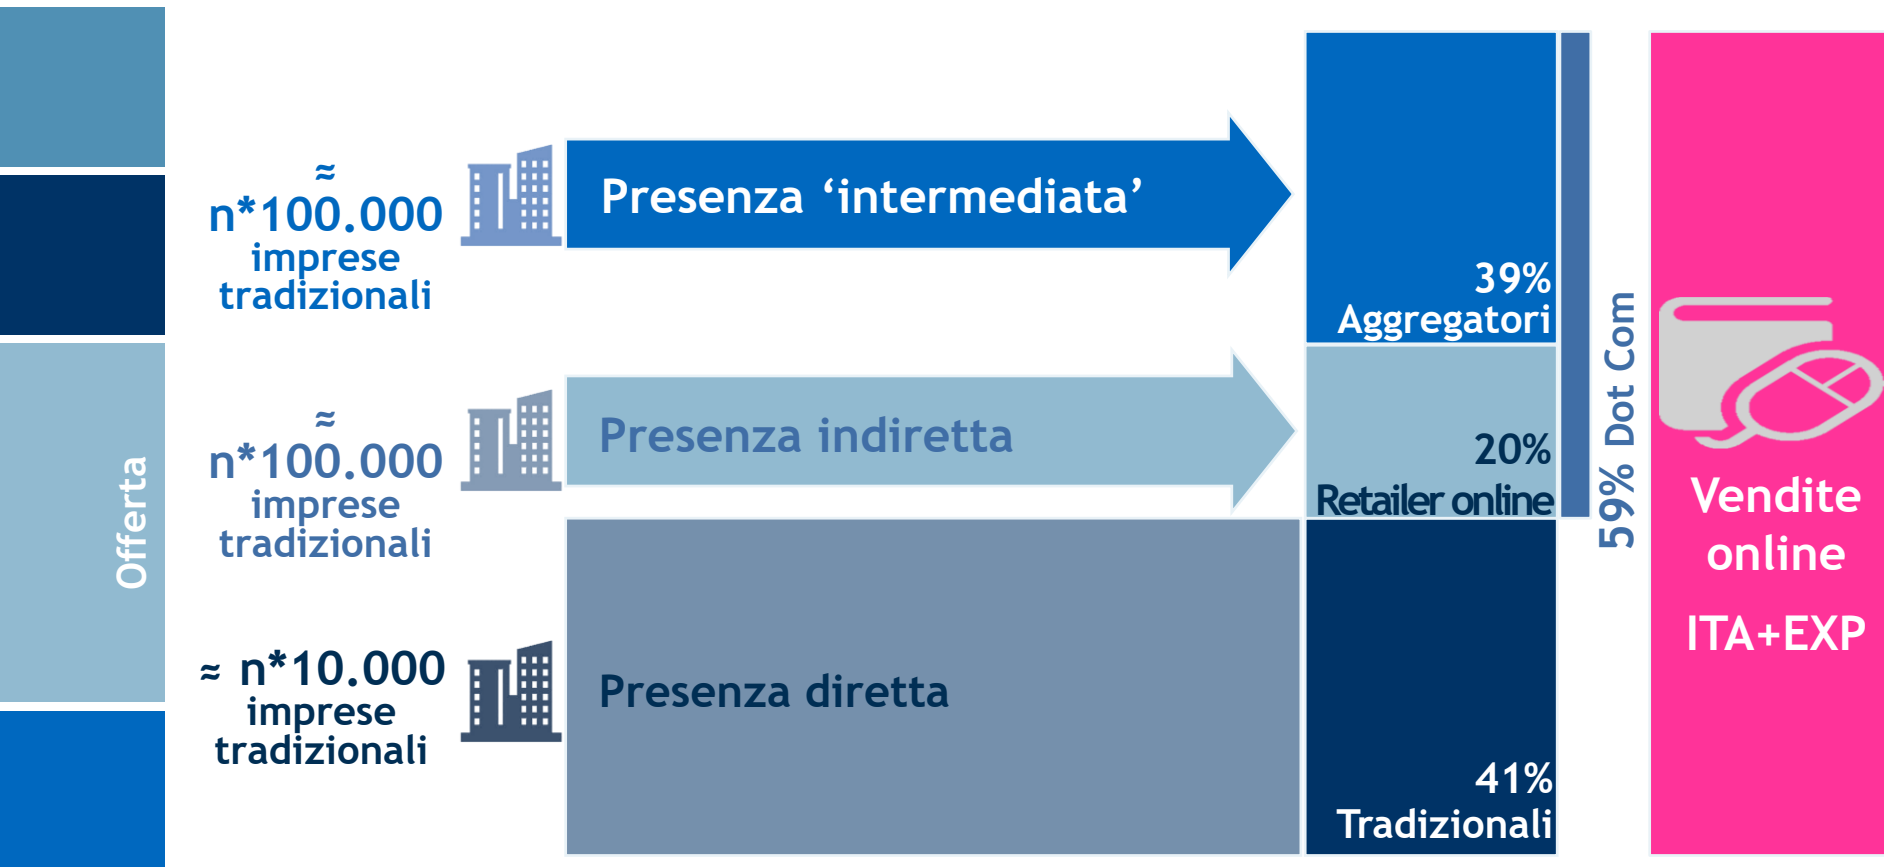 Offerta
≈
n*100.000
imprese
tradizionali
Presenza ‘intermediata’
39%
Aggregatori
≈
n*100.000
imprese
tradizionali
Presenza indiretta
20%
Retailer online
≈ n*10.000
imprese
tradizionali
Presenza diretta
41%
Tradizionali
59% Dot Com
Vendite
online
ITA+EXP